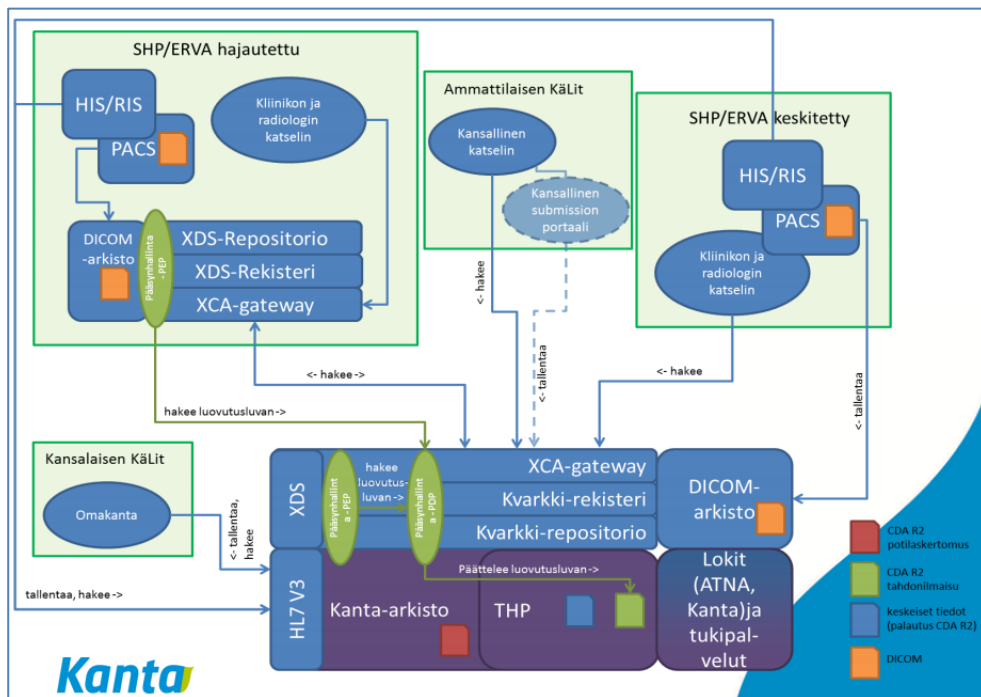 SHP/ERVA hajautettu
HIS/RIS
PACS
Kliinikon ja
radiologin
katselin
DICOM
-arkisto
Pääsynhallinta
- PEP
XDS-Repositorio
XDS-Rekisteri
XCA-gateway
Ammattilaisen KäLit
Kansallinen
katselin
Kansallinen
submission
portaali
SHP/ERVA keskitetty
HIS/RIS
PACS
Kliinikon ja
radiologin
katselin
<- hakee
<- tallentaa
<- hakee ->
<- hakee
<- tallentaa
hakee luovutusluvan ->
Kansalaisen KäLit
Omakanta
<- tallentaa,
hakee
tallentaa, hakee ->
XDS
Pääsynhallint
a - PEP
hakee
luovutus-
luvan ->
Pääsynhallint
a - PDP
XCA-gateway
Kvarkki-rekisteri
Kvarkki-repositorio
DICOM-
arkisto
HL7 V3
Kanta-arkisto
Päättelee luovutusluvan ->
THP
Lokit
(ATNA,
Kanta)ja
tukipal-
velut
CDA R2
potilaskertomus
CDA R2
tahdonilmaisu
keskeiset tiedot
(palautus CDA R2)
DICOM
Kanta